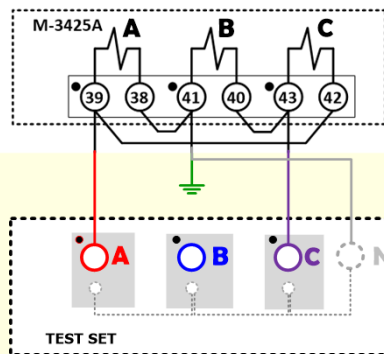 M-3425A A B C
39 38 41 40 43 42
A B C N
TEST SET